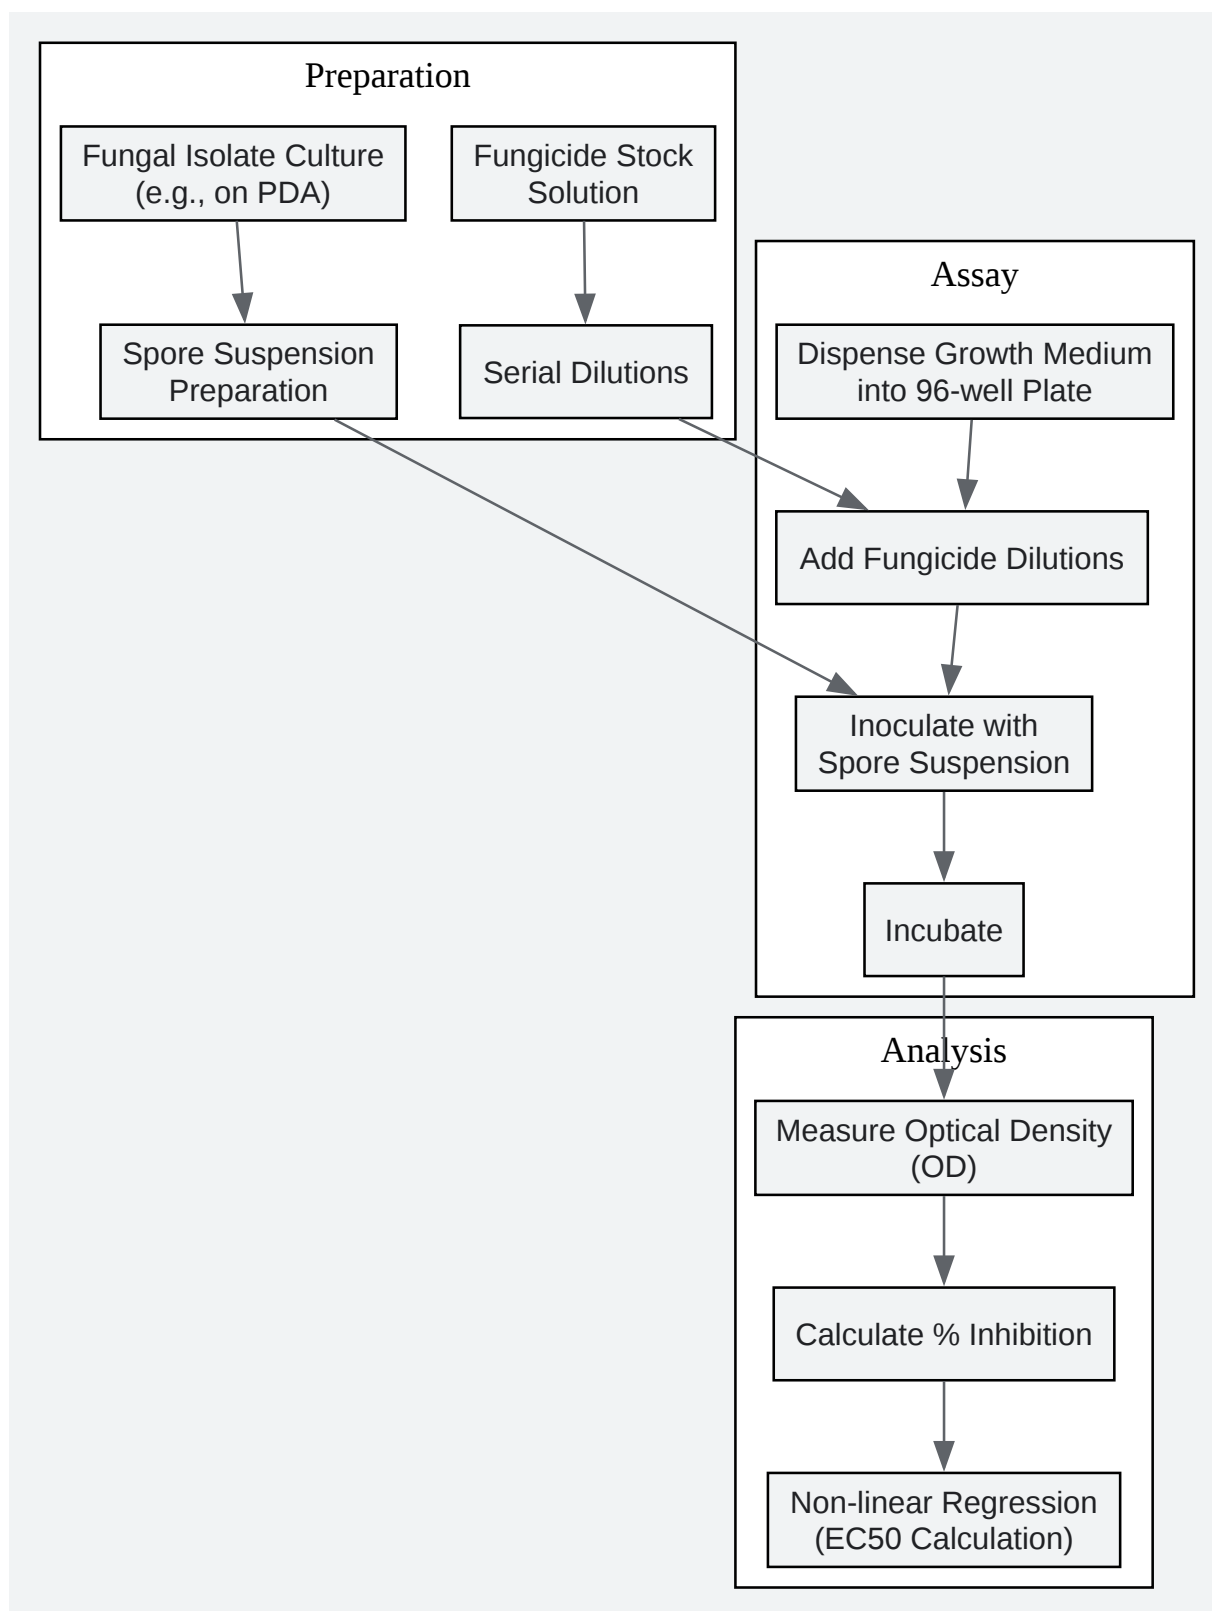 Preparation
Fungal Isolate Culture
(e.g., on PDA)
Fungicide Stock
Solution
Spore Suspension
Preparation
Serial Dilutions
Assay
Dispense Growth Medium
into 96-well Plate
Add Fungicide Dilutions
Inoculate with
Spore Suspension
Incubate
Analysis
Measure Optical Density
(OD)
Calculate % Inhibition
Non-linear Regression
(EC50 Calculation)